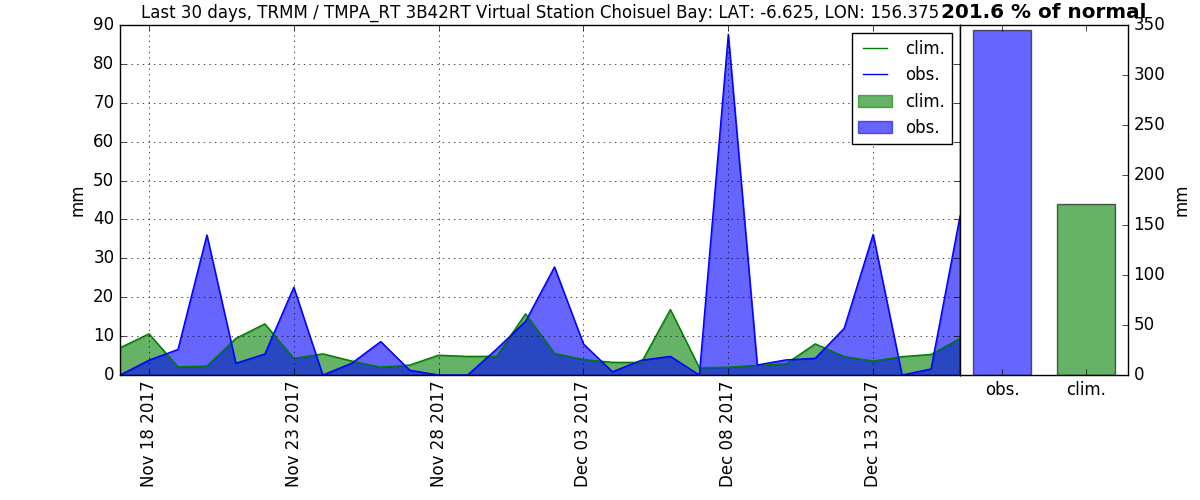 Last 30 days, TRMM / TMPA_RT 3B42RT Virtual Station Choisuel Bay: LAT: -6.625, LON: 156.375
201.6 % of normal
90
80
70
60
50
40
30
20
10
0
mm
clim.
obs.
clim.
obs.
Nov 18 2017
Nov 23 2017
Nov 28 2017
Dec 03 2017
Dec 08 2017
Dec 13 2017
350
300
250
200
150
100
50
0
mm
obs.
clim.